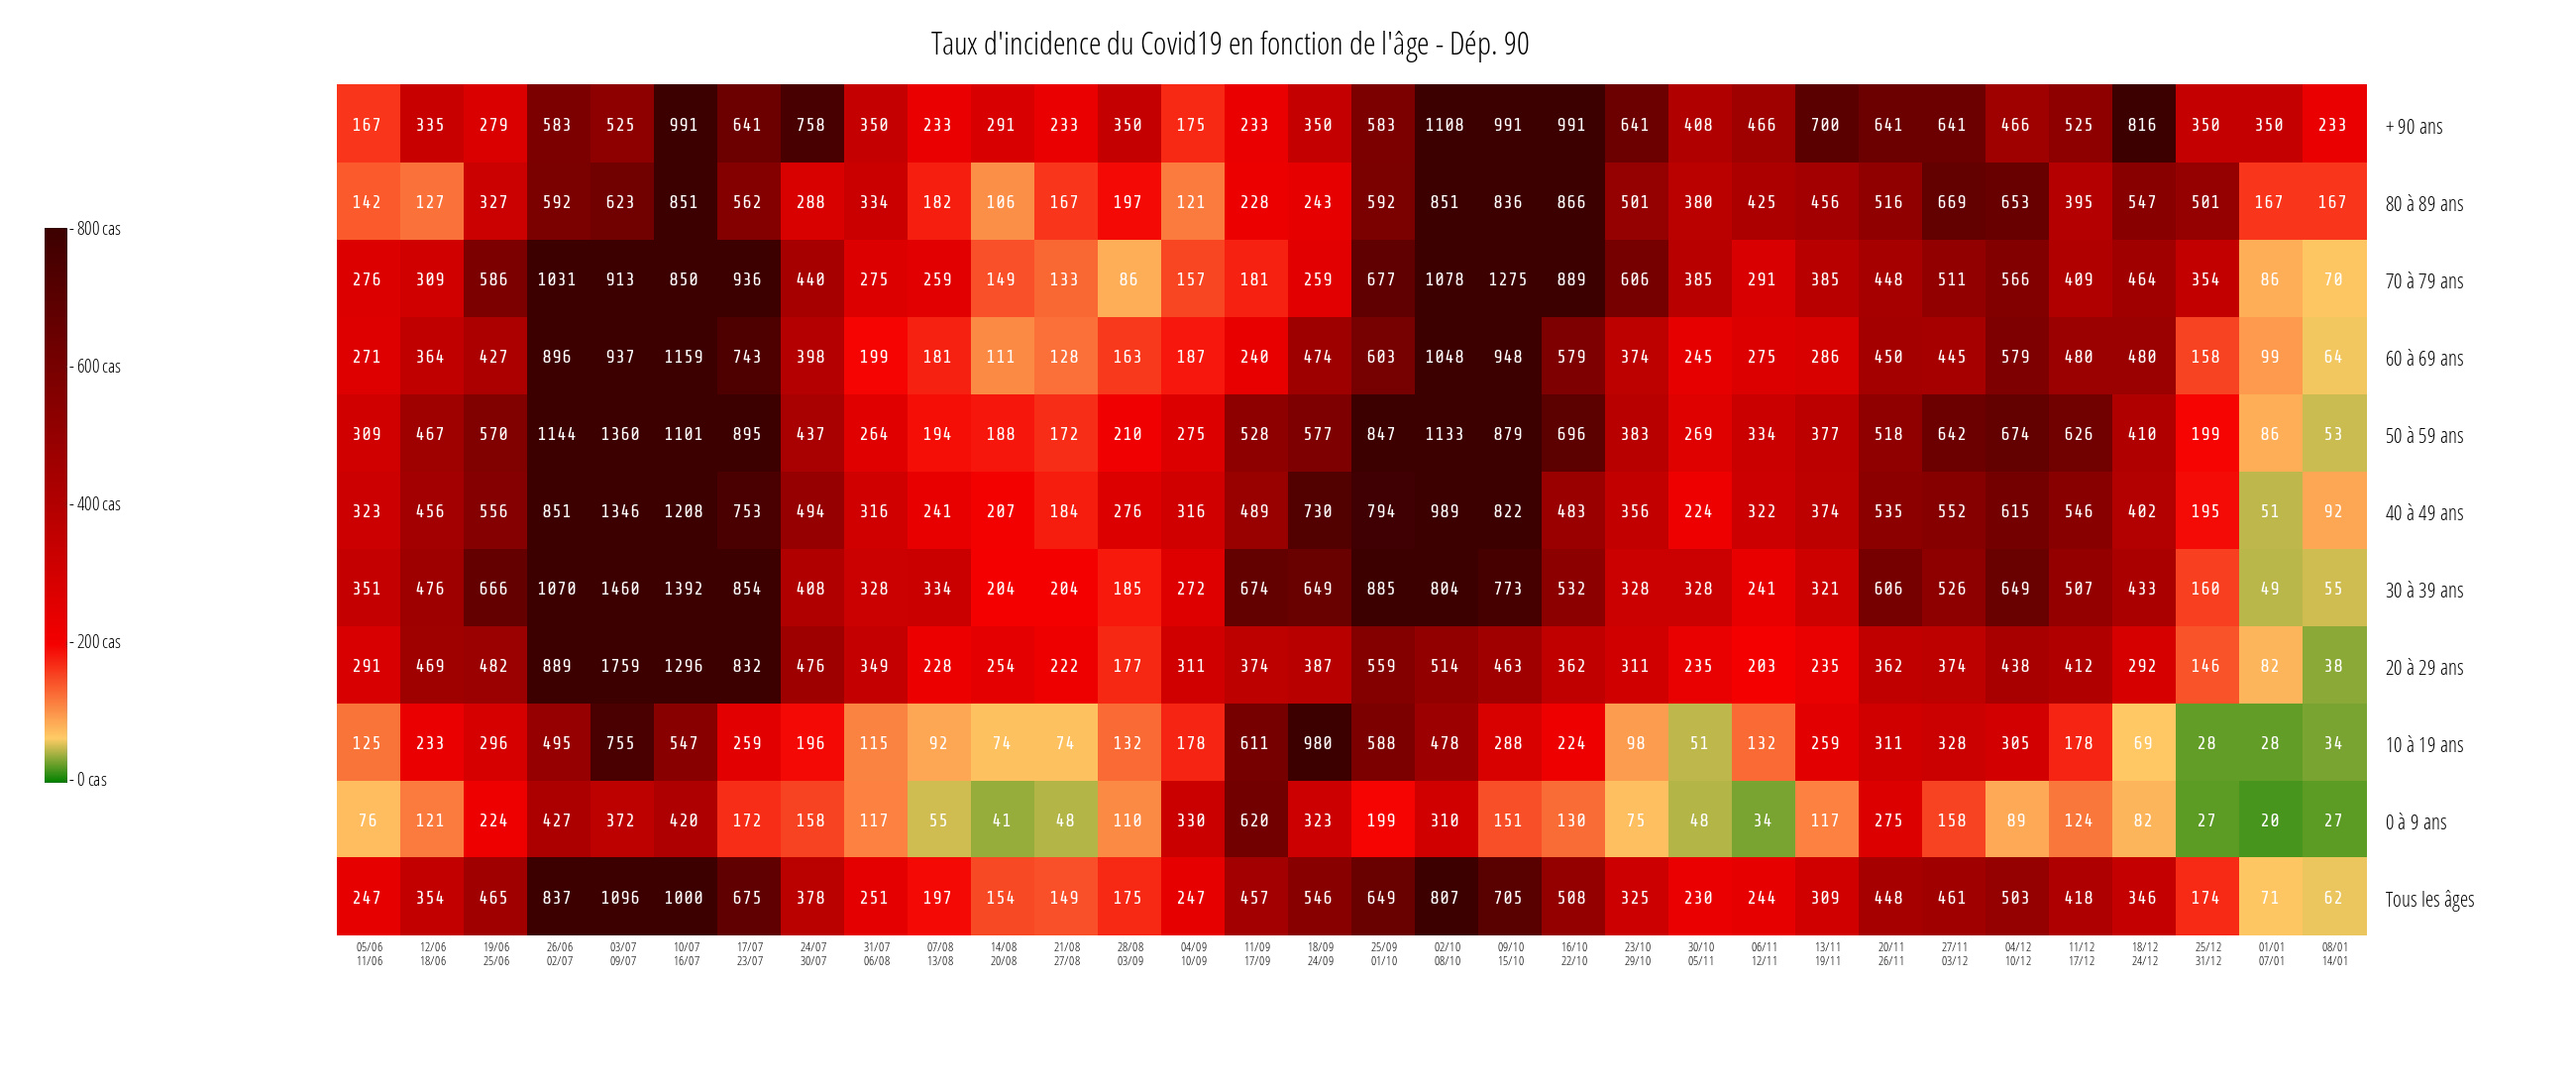 Taux d'incidence du Covid19 en fonction de l'âge - Dép. 90
- 800 cas
- 600 cas
- 400 cas
- 200 cas
- 0 cas
167 335 279 583 525 991 641 758 350 233 291 233 350 175 233 350 583 1108 991 991 641 408 466 700 641 641 466 525 816 350 350 233 + 90 ans
142 127 327 592 623 851 562 288 334 182 106 167 197 121 228 243 592 851 836 866 501 380 425 456 516 669 653 395 547 501 167 167 80 à 89 ans
276 309 586 1031 913 850 936 440 275 259 149 133 86 157 181 259 677 1078 1275 889 606 385 291 385 448 511 566 409 464 354 86 70 70 à 79 ans
271 364 427 896 937 1159 743 398 199 181 111 128 163 187 240 474 603 1048 948 579 374 245 275 286 450 445 579 480 480 158 99 64 60 à 69 ans
309 467 570 1144 1360 1101 895 437 264 194 188 172 210 275 528 577 847 1133 879 696 383 269 334 377 518 642 674 626 410 199 86 53 50 à 59 ans
323 456 556 851 1346 1208 753 494 316 241 207 184 276 316 489 730 794 989 822 483 356 224 322 374 535 552 615 546 402 195 51 92 40 à 49 ans
351 476 666 1070 1460 1392 854 408 328 334 204 204 185 272 674 649 885 804 773 532 328 328 241 321 606 526 649 507 433 160 49 55 30 à 39 ans
291 469 482 889 1759 1296 832 476 349 228 254 222 177 311 374 387 559 514 463 362 311 235 203 235 362 374 438 412 292 146 82 38 20 à 29 ans
125 233 296 495 755 547 259 196 115 92 74 74 132 178 611 980 588 478 288 224 98 51 132 259 311 328 305 178 69 28 28 34 10 à 19 ans
76 121 224 427 372 420 172 158 117 55 41 48 110 330 620 323 199 310 151 130 75 48 34 117 275 158 89 124 82 27 20 27 0 à 9 ans
247 354 465 837 1096 1000 675 378 251 197 154 149 175 247 457 546 649 807 705 508 325 230 244 309 448 461 503 418 346 174 71 62 Tous les âges
05/06 12/06 19/06 26/06 03/07 10/07 17/07 24/07 31/07 07/08 14/08 21/08 28/08 04/09 11/09 18/09 25/09 02/10 09/10 16/10 23/10 30/10 06/11 13/11 20/11 27/11 04/12 11/12 18/12 25/12 01/01 08/01
11/06 18/06 25/06 02/07 09/07 16/07 23/07 30/07 06/08 13/08 20/08 27/08 03/09 10/09 17/09 24/09 01/10 08/10 15/10 22/10 29/10 05/11 12/11 19/11 26/11 03/12 10/12 17/12 24/12 31/12 07/01 14/01